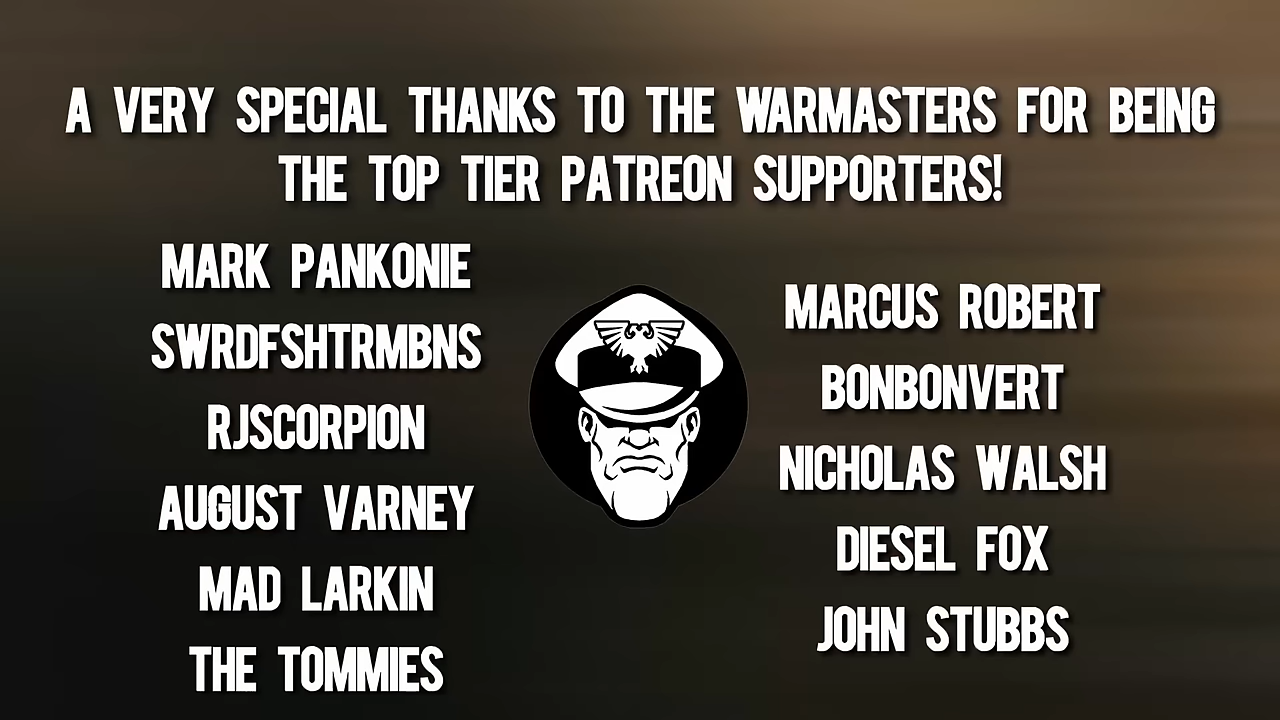 A VERY SPECIAL THANKS TO THE WARMASTERS FOR BEING
THE TOP TIER PATREON SUPPORTERS!
MARK PANKONIE
SWRDFSHTRMBNS
RJSCORPION
AUGUST VARNEY
MAD LARKIN
THE TOMMIES
MARCUS ROBERT
BONBONVERT
NICHOLAS WALSH
DIESEL FOX
JOHN STUBBS